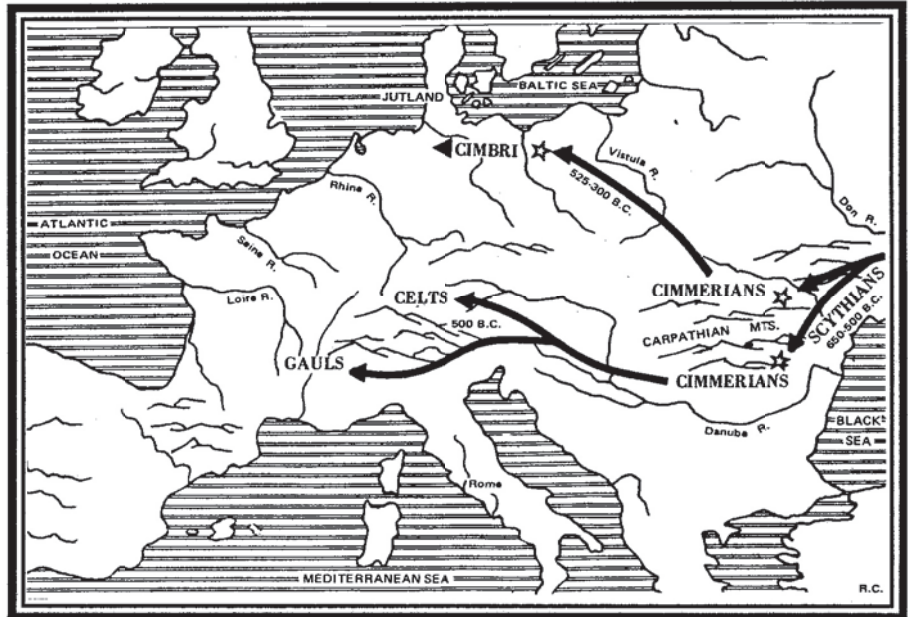 BALTIC SEA
JUTLAND
CIMBRI
Vistula R.
525-300 B.C.
Rhine R.
Don R.
ATLANTIC
OCEAN
Seine R.
Loire R.
CELTS
500 B.C.
GAULS
CIMMERIANS
SCYTHIANS
650-500 B.C.
CARPATHIAN MTS.
CIMMERIANS
Danube R.
BLACK
SEA
Rome
MEDITERRANEAN SEA
R.C.